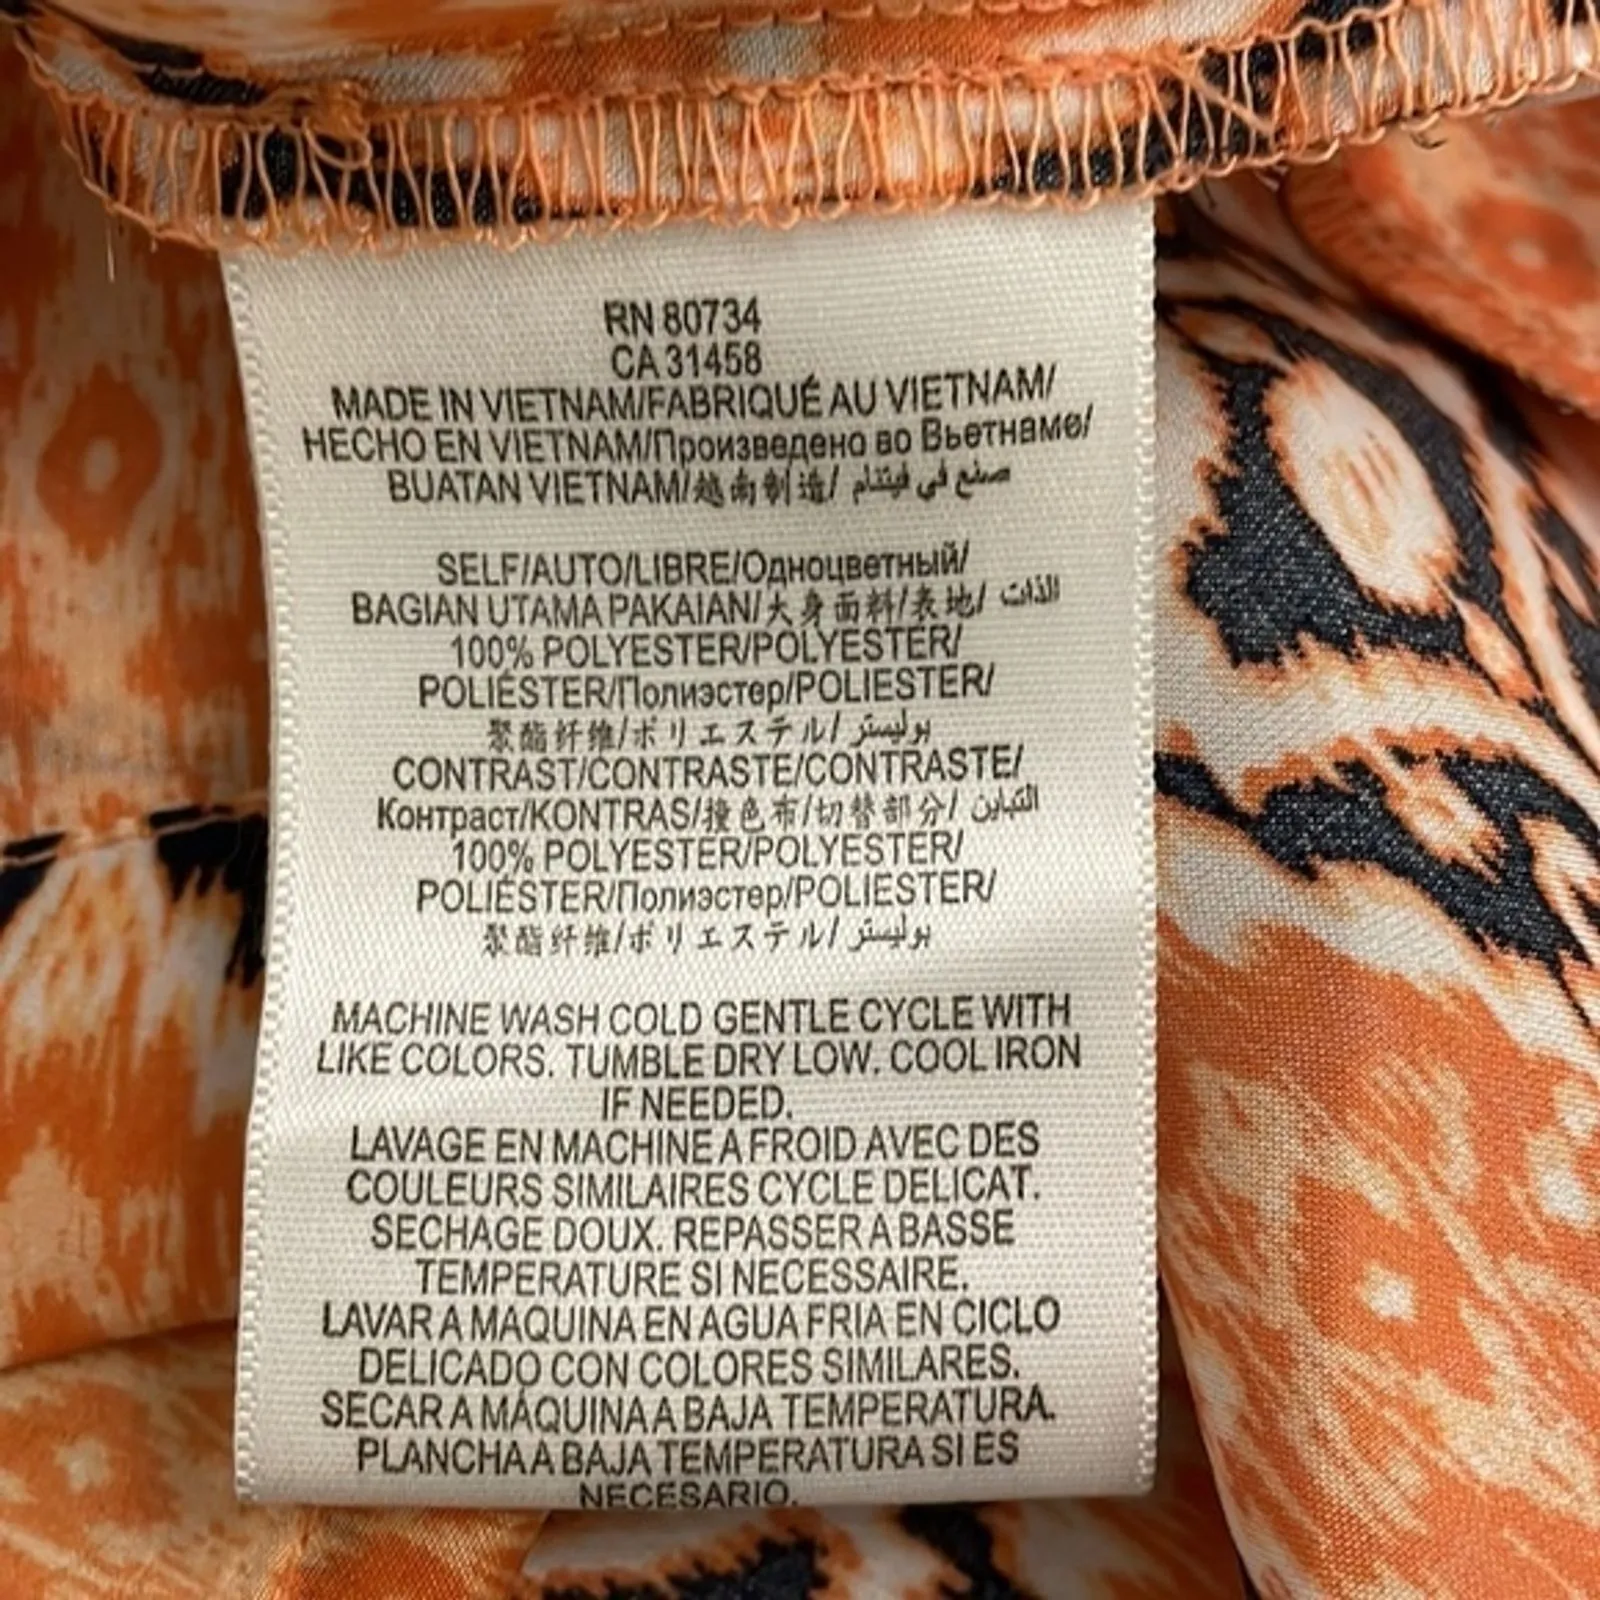 RN 80734
CA 31458
MADE IN VIETNAM/FABRIQUÉ AU VIETNAM/
HECHO EN VIETNAM/Произведено во Вьетнаме/
BUATAN VIETNAM/越南制造/ صنع في فيتنام
SELF/AUTO/LIBRE/Одноцветный/
BAGIAN UTAMA PAKAIAN/大身面料/表地/ الذات
100% POLYESTER/POLYESTER/
POLIÉSTER/Полиэстер/POLIESTER/
聚酯纤维/ポリエステル/ بوليستر
CONTRAST/CONTRASTE/CONTRASTE/
Контраст/KONTRAS/撞色布/切替部分/ التباين
100% POLYESTER/POLYESTER/
POLIÉSTER/Полиэстер/POLIESTER/
聚酯纤维/ポリエステル/ بوليستر
MACHINE WASH COLD GENTLE CYCLE WITH
LIKE COLORS. TUMBLE DRY LOW. COOL IRON
IF NEEDED.
LAVAGE EN MACHINE A FROID AVEC DES
COULEURS SIMILAIRES CYCLE DELICAT.
SECHAGE DOUX. REPASSER A BASSE
TEMPERATURE SI NECESSAIRE.
LAVAR A MAQUINA EN AGUA FRIA EN CICLO
DELICADO CON COLORES SIMILARES.
SECAR A MÁQUINA A BAJA TEMPERATURA.
PLANCHA A BAJA TEMPERATURA SI ES
NECESARIO.